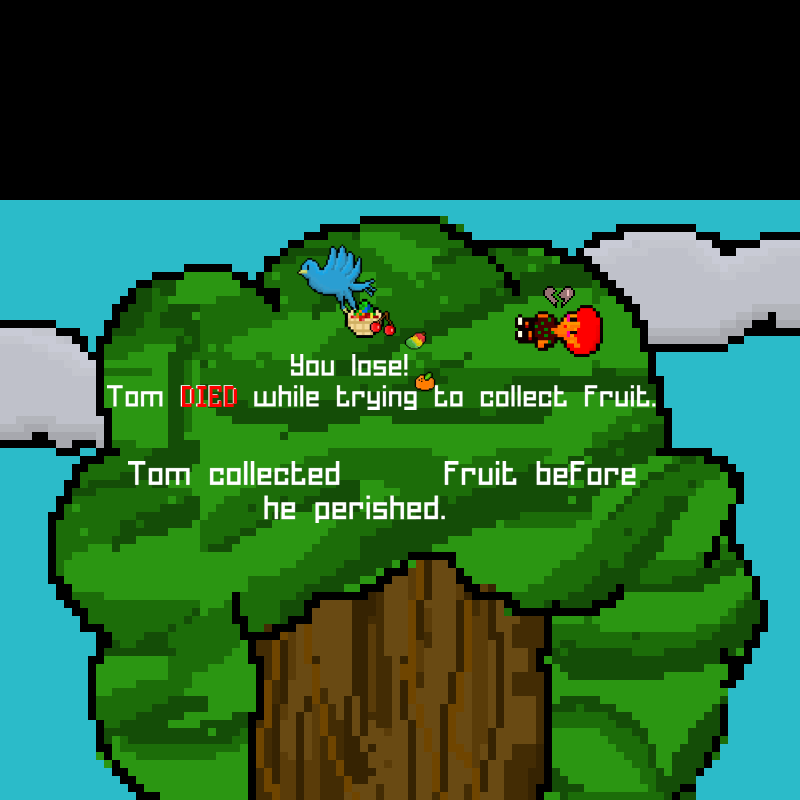 You lose!
Tom DIED while trying to collect Fruit.
Tom collected Fruit before
he perished.